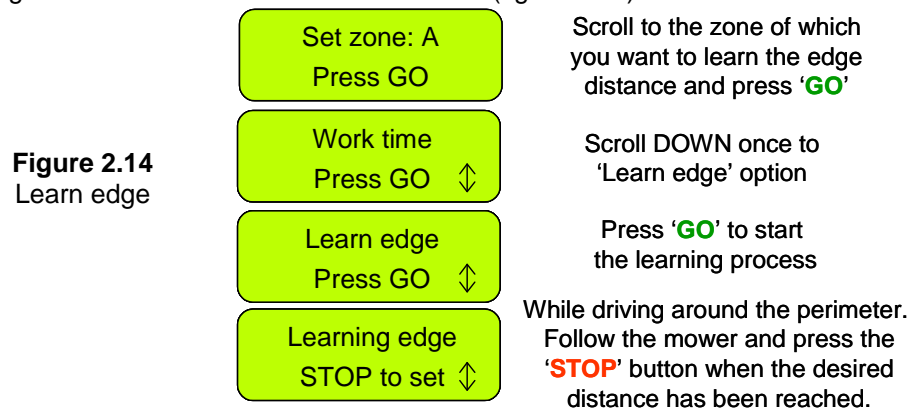 Set zone: A
Press GO
Scroll to the zone of which
you want to learn the edge
distance and press ‘GO’
Figure 2.14
Learn edge
Work time
Press GO ↕
Scroll DOWN once to
‘Learn edge’ option
Learn edge
Press GO ↕
Press ‘GO’ to start
the learning process
Learning edge
STOP to set ↕
While driving around the perimeter.
Follow the mower and press the
‘STOP’ button when the desired
distance has been reached.